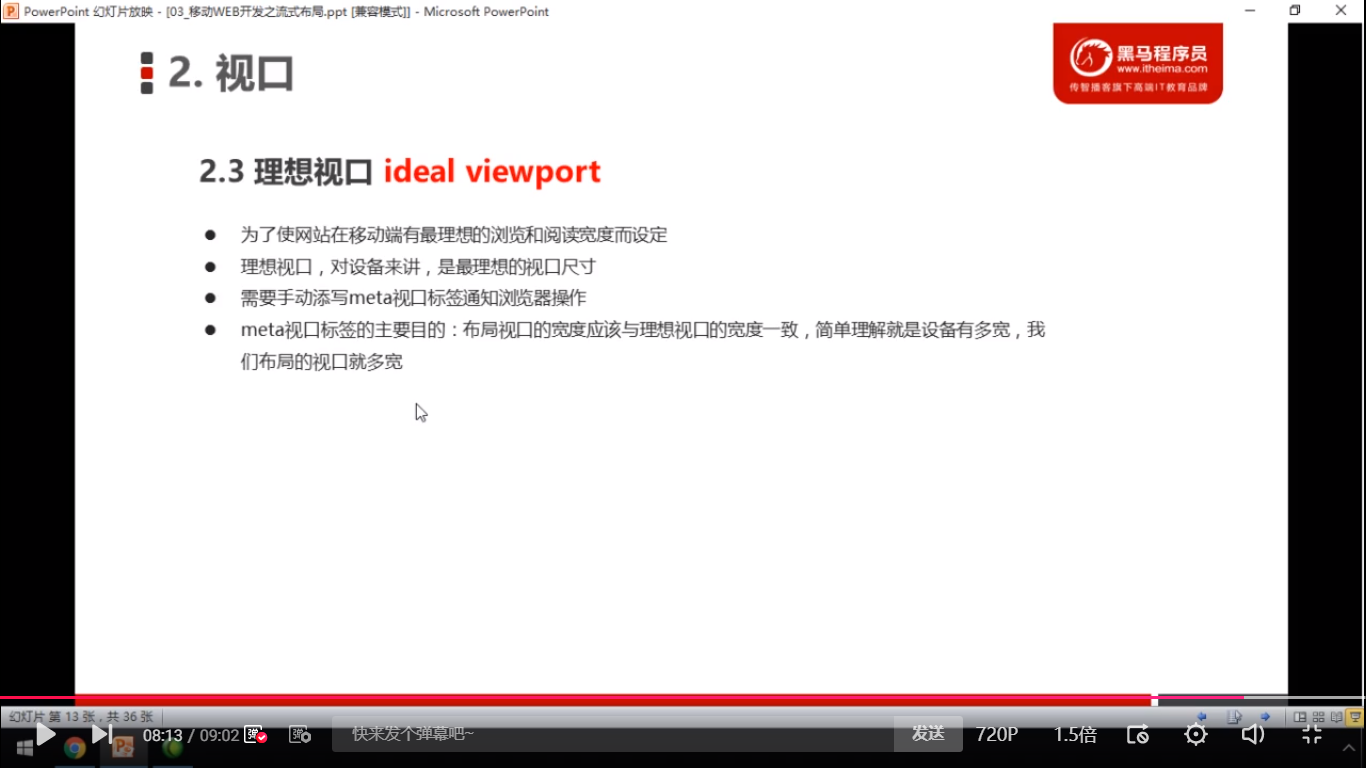 PowerPoint 幻灯片放映 - [03_移动WEB开发之流式布局.ppt [兼容模式]] - Microsoft PowerPoint
2. 视口
黑马程序员
www.itheima.com
传智播客旗下高端IT教育品牌
2.3 理想视口 ideal viewport
● 为了使网站在移动端有最理想的浏览和阅读宽度而设定
● 理想视口，对设备来讲，是最理想的视口尺寸
● 需要手动添写meta视口标签通知浏览器操作
● meta视口标签的主要目的：布局视口的宽度应该与理想视口的宽度一致，简单理解就是设备有多宽，我
们布局的视口就多宽
幻灯片 第 13 张，共 36 张
08:13 / 09:02 弹 弹 快来发个弹幕吧~ 发送 720P 1.5倍